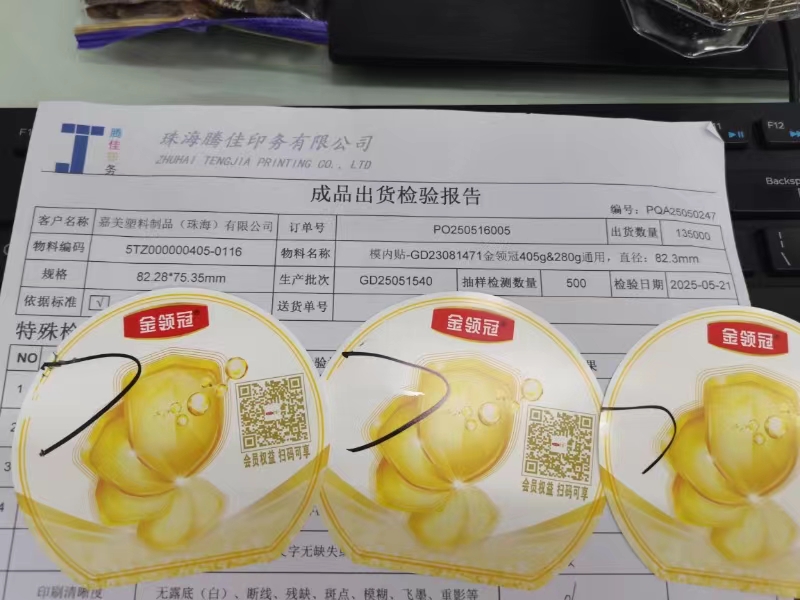 腾佳印务
珠海腾佳印务有限公司
ZHUHAI TENGJIA PRINTING CO., LTD
成品出货检验报告
编号：PQA25050247
客户名称 嘉美塑料制品（珠海）有限公司 订单号 PO250516005 出货数量 135000
物料编码 5TZ000000405-0116 物料名称 模内贴-GD23081471金领冠405g&280g通用，直径：82.3mm
规格 82.28*75.35mm 生产批次 GD25051540 抽样检测数量 500 检验日期 2025-05-21
依据标准 √ 送货单号
特殊检
NO
1
3
4
金领冠
会员权益 扫码可享
金领冠
会员权益 扫码可享
金领冠
果
文字无缺失
印刷清晰度 无露底（白）、断线、残缺、斑点、模糊、飞墨、重影等
F12
Backsp